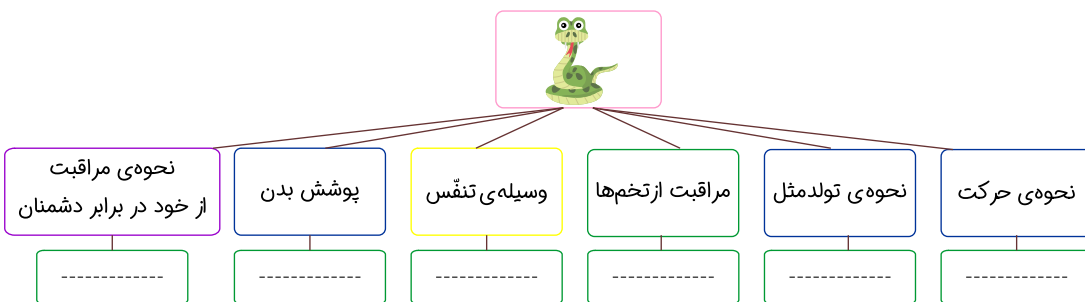 نحوه‌ی حرکت
نحوه‌ی تولدمثل
مراقبت ازتخم‌ها
وسیله‌ی تنفّس
پوشش بدن
نحوه‌ی مراقبت
از خود در برابر دشمنان
-------------
-------------
-------------
-------------
-------------
-------------